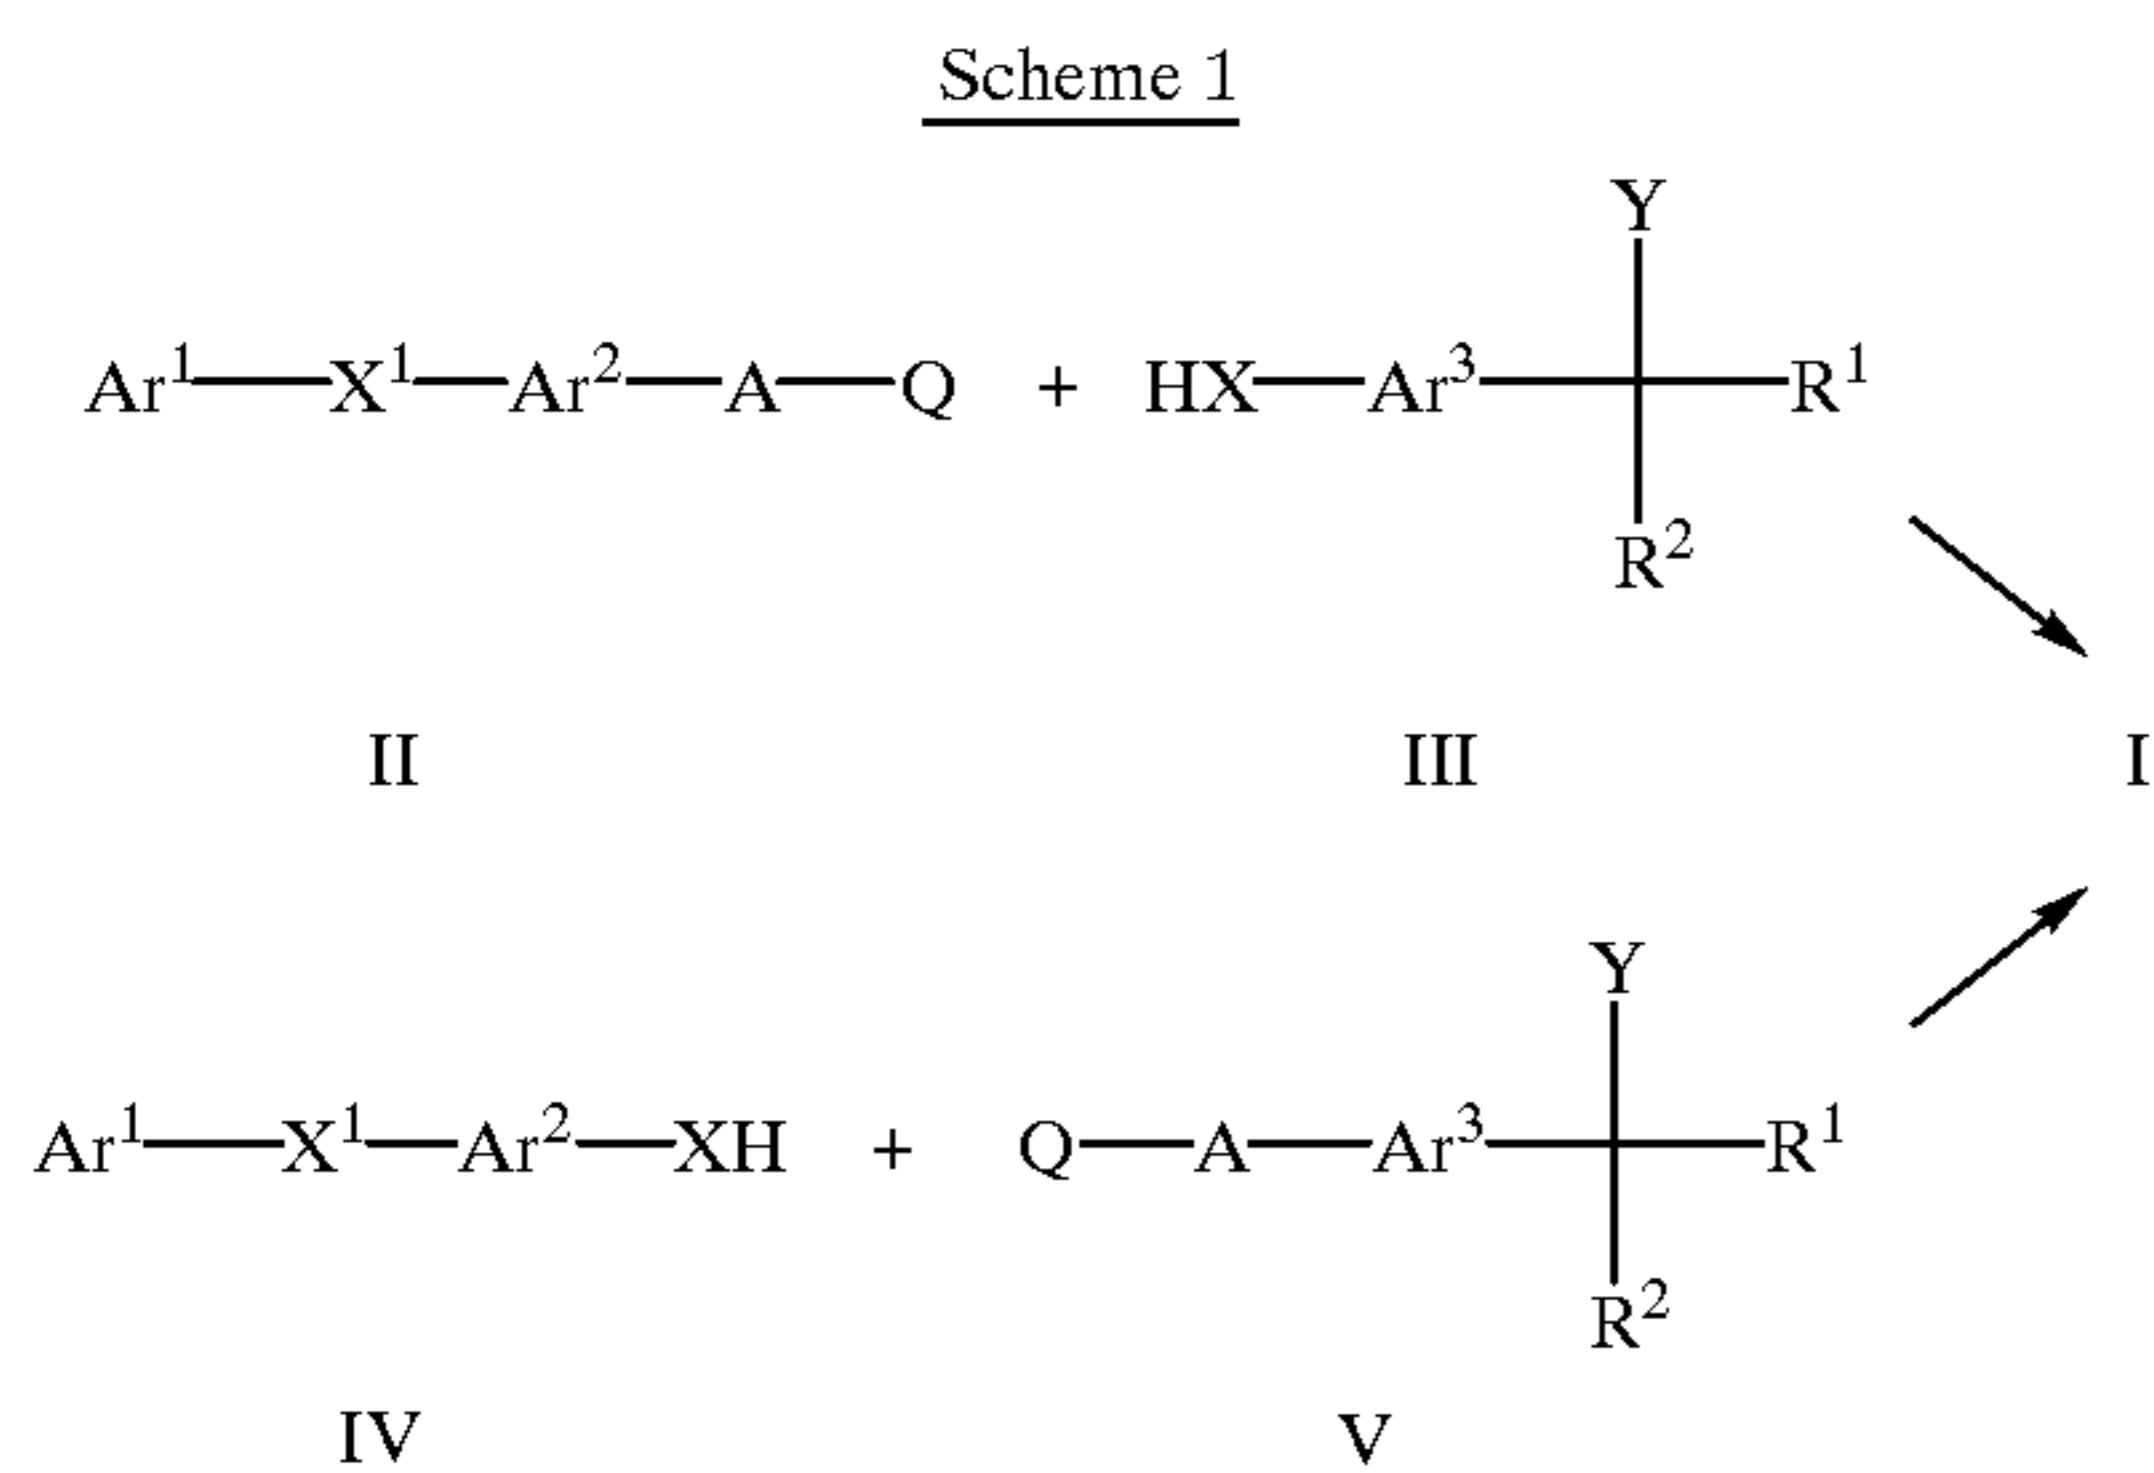 Scheme 1
Y
Ar¹—X¹—Ar²—A—Q + HX—Ar³—R¹
R²
II III I
Y
Ar¹—X¹—Ar²—XH + Q—A—Ar³—R¹
R²
IV V